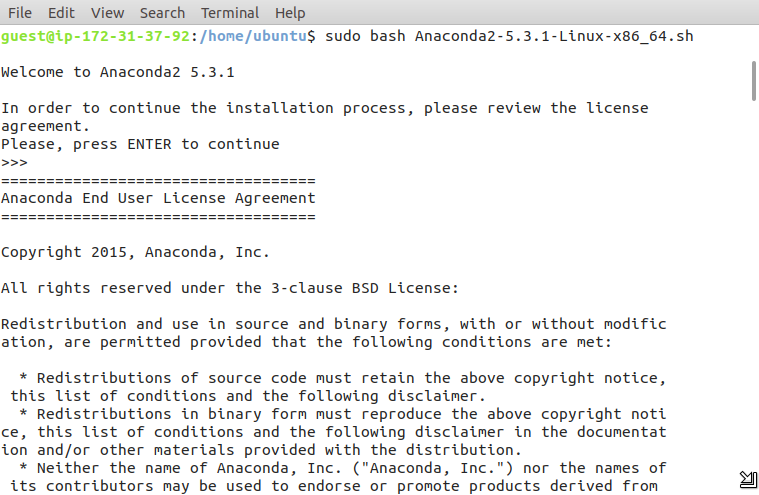 File Edit View Search Terminal Help
guest@ip-172-31-37-92:/home/ubuntu$ sudo bash Anaconda2-5.3.1-Linux-x86_64.sh
Welcome to Anaconda2 5.3.1
In order to continue the installation process, please review the license
agreement.
Please, press ENTER to continue
>>>
===================================
Anaconda End User License Agreement
===================================
Copyright 2015, Anaconda, Inc.
All rights reserved under the 3-clause BSD License:
Redistribution and use in source and binary forms, with or without modific
ation, are permitted provided that the following conditions are met:
* Redistributions of source code must retain the above copyright notice,
this list of conditions and the following disclaimer.
* Redistributions in binary form must reproduce the above copyright noti
ce, this list of conditions and the following disclaimer in the documentat
ion and/or other materials provided with the distribution.
* Neither the name of Anaconda, Inc. ("Anaconda, Inc.") nor the names of
its contributors may be used to endorse or promote products derived from